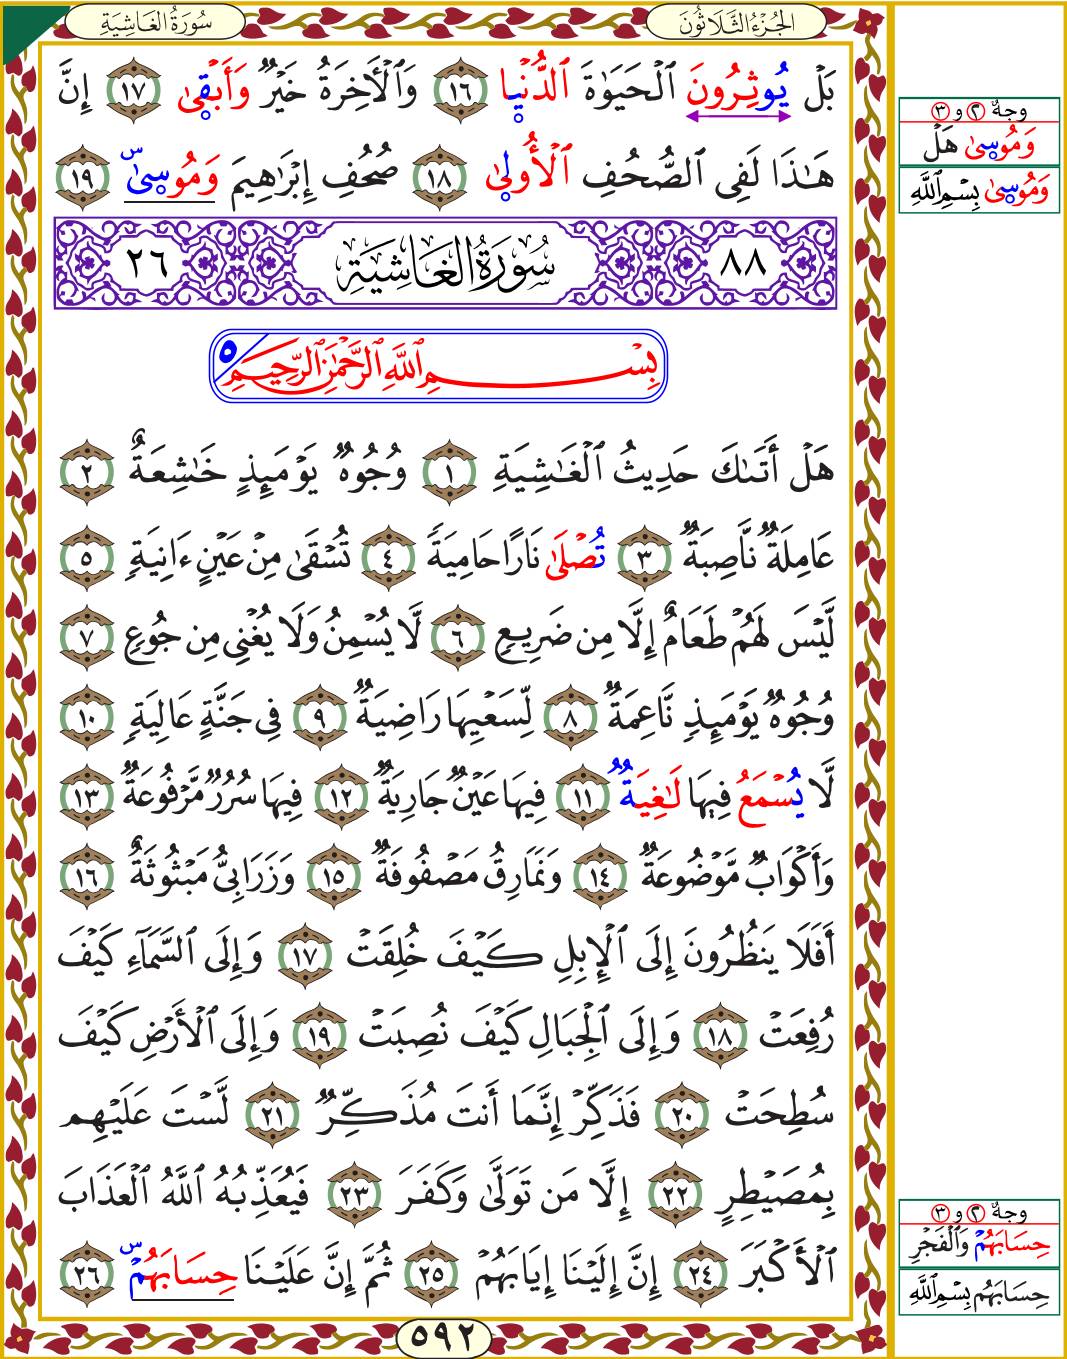 سُورَةُ الغَاشِيَةِ
الجُزْءُ الثَّلَاثُونَ
بَلْ يُوثِرُونَ ٱلْحَيَوٰةَ ٱلدُّنْيِا ١٦ وَٱلْأَخِرَةُ خَيْرٌ وَأَبْقِىٰ ١٧ إِنَّ
هَـٰذَا لَفِى ٱلصُّحُفِ ٱلْأُولِىٰ ١٨ صُحُفِ إِبْرَٰهِيمَ وَمُوسِىٰ س ١٩
٨٨ سُورَةُ الغَاشِيَةِ ٢٦
بِسْمِ ٱللَّهِ ٱلرَّحْمَـٰنِ ٱلرَّحِيمِ ٥
هَلْ أَتَىٰكَ حَدِيثُ ٱلْغَـٰشِيَةِ ١ وُجُوهٌ يَوْمَئِذٍ خَـٰشِعَةٌ ٢
عَامِلَةٌ نَّاصِبَةٌ ٣ تُصْلَىٰ نَارًا حَامِيَةً ٤ تُسْقَىٰ مِنْ عَيْنٍ ءَانِيَةٍ ٥
لَّيْسَ لَهُمْ طَعَامٌ إِلَّا مِن ضَرِيعٍ ٦ لَّا يُسْمِنُ وَلَا يُغْنِى مِن جُوعٍ ٧
وُجُوهٌ يَوْمَئِذٍ نَّاعِمَةٌ ٨ لِّسَعْيِهَا رَاضِيَةٌ ٩ فِى جَنَّةٍ عَالِيَةٍ ١٠
لَّا يُسْمَعُ فِيهَا لَـٰغِيَةٌ ١١ فِيهَا عَيْنٌ جَارِيَةٌ ١٢ فِيهَا سُرُرٌ مَّرْفُوعَةٌ ١٣
وَأَكْوَابٌ مَّوْضُوعَةٌ ١٤ وَنَمَارِقُ مَصْفُوفَةٌ ١٥ وَزَرَابِىُّ مَبْثُوثَةٌ ١٦
أَفَلَا يَنظُرُونَ إِلَى ٱلْإِبِلِ كَيْفَ خُلِقَتْ ١٧ وَإِلَى ٱلسَّمَآءِ كَيْفَ
رُفِعَتْ ١٨ وَإِلَى ٱلْجِبَالِ كَيْفَ نُصِبَتْ ١٩ وَإِلَى ٱلْأَرْضِ كَيْفَ
سُطِحَتْ ٢٠ فَذَكِّرْ إِنَّمَا أَنتَ مُذَكِّرٌ ٢١ لَّسْتَ عَلَيْهِم
بِمُصَيْطِرٍ ٢٢ إِلَّا مَن تَوَلَّىٰ وَكَفَرَ ٢٣ فَيُعَذِّبُهُ ٱللَّهُ ٱلْعَذَابَ
ٱلْأَكْبَرَ ٢٤ إِنَّ إِلَيْنَا إِيَابَهُمْ ٢٥ ثُمَّ إِنَّ عَلَيْنَا حِسَابَهُمْ س ٢٦
٥٩٢
وجهٌ ٢ و ٣
وَمُوسِىٰ هَلْ
وَمُوسِىٰ بِسْمِ ٱللَّهِ
وجهٌ ٢ و ٣
حِسَابَهُمْ وَٱلْفَجْرِ
حِسَابَهُم بِسْمِ ٱللَّهِ